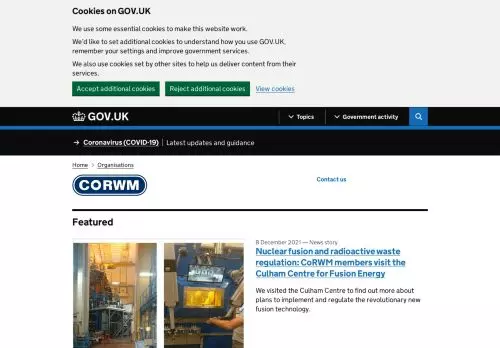 Cookies on GOV.UK
We use some essential cookies to make this website work.
We'd like to set additional cookies to understand how you use GOV.UK,
remember your settings and improve government services.
We also use cookies set by other sites to help us deliver content from their
services.
Accept additional cookies Reject additional cookies View cookies
GOV.UK Topics Government activity
→ Coronavirus (COVID-19) Latest updates and guidance
Home > Organisations
CORWM Contact us
Featured
8 December 2021 — News story
Nuclear fusion and radioactive waste
regulation: CoRWM members visit the
Culham Centre for Fusion Energy
We visited the Culham Centre to find out more about
plans to implement and regulate the revolutionary new
fusion technology.